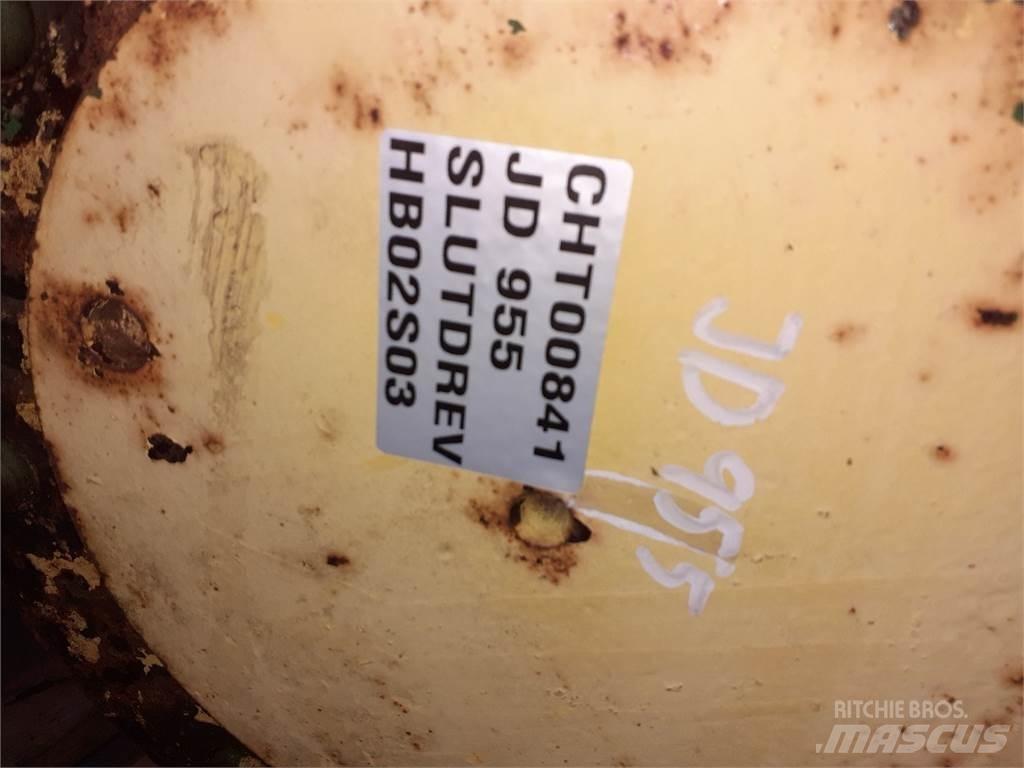 CHT00841
JD 955
SLUTDREV
HB02S03
JD 955
RITCHIE BROS.
MASCUS